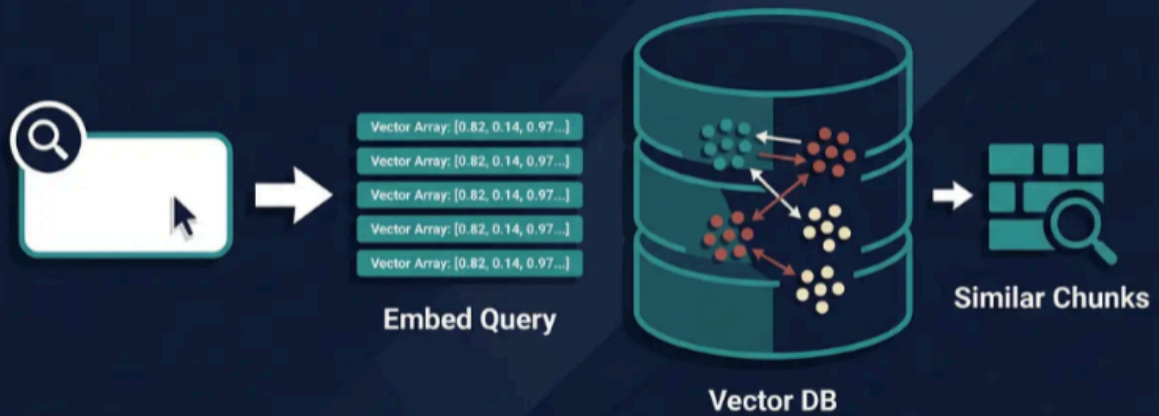 Vector Array: [0.82, 0.14, 0.97...]
Vector Array: [0.82, 0.14, 0.97...]
Vector Array: [0.82, 0.14, 0.97...]
Vector Array: [0.82, 0.14, 0.97...]
Vector Array: [0.82, 0.14, 0.97...]
Embed Query
Vector DB
Similar Chunks